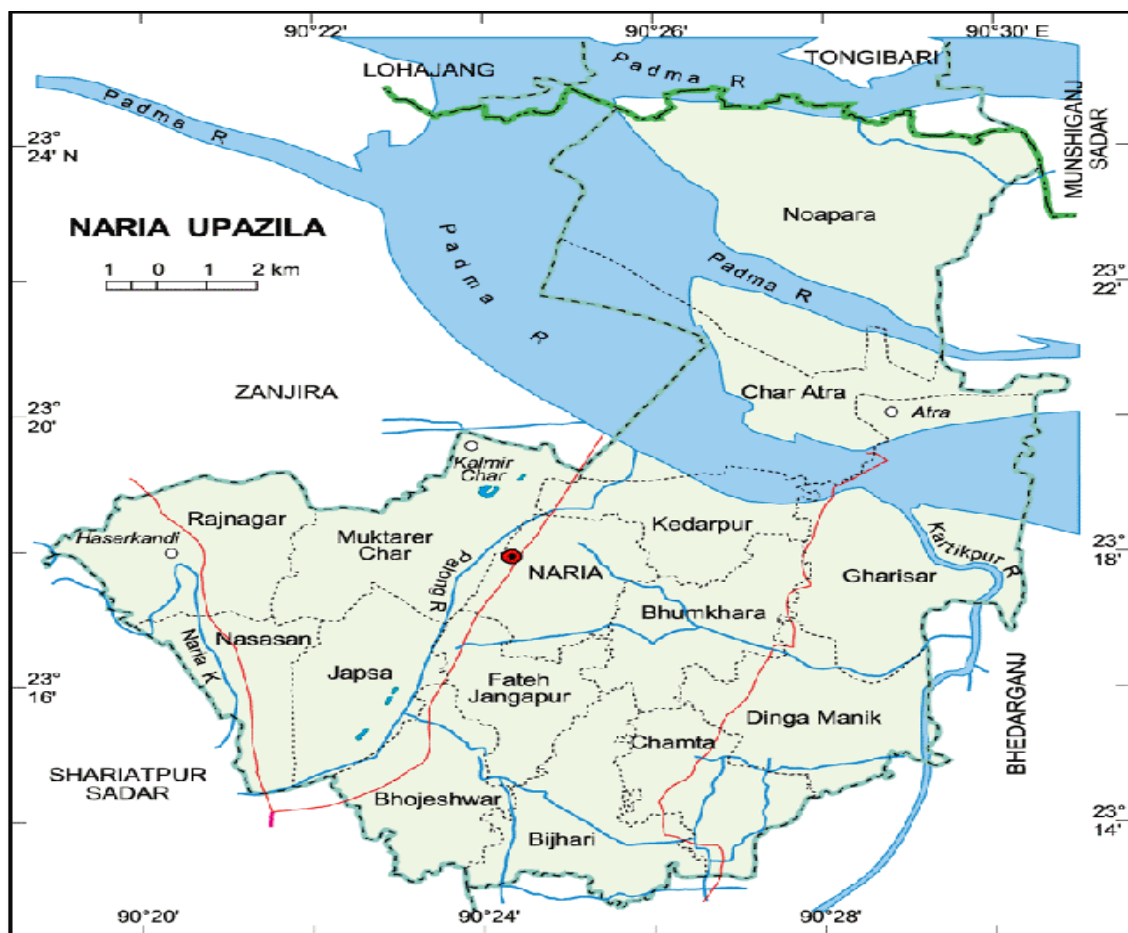 90°22'
90°26'
90°30' E
LOHAJANG
Padma R
TONGIBARI
Padma R
23°
24' N
MUNSHIGANJ
SADAR
NARIA UPAZILA
1 0 1 2 km
Noapara
Padma R
Padma R
23°
22'
ZANJIRA
Char Atra
Atra
23°
20'
Kolmir
Char
Rajnagar
Haserkandi
Muktarer
Char
Kedarpur
Kartikpur R
23°
18'
Palong R
NARIA
Gharisar
Bhumkhara
Nasasan
Naria K
Japsa
Fateh
Jangapur
23°
16'
Dinga Manik
Chamta
BHEDARGANJ
SHARIATPUR
SADAR
Bhojeshwar
Bijhari
23°
14'
90°20'
90°24'
90°28'